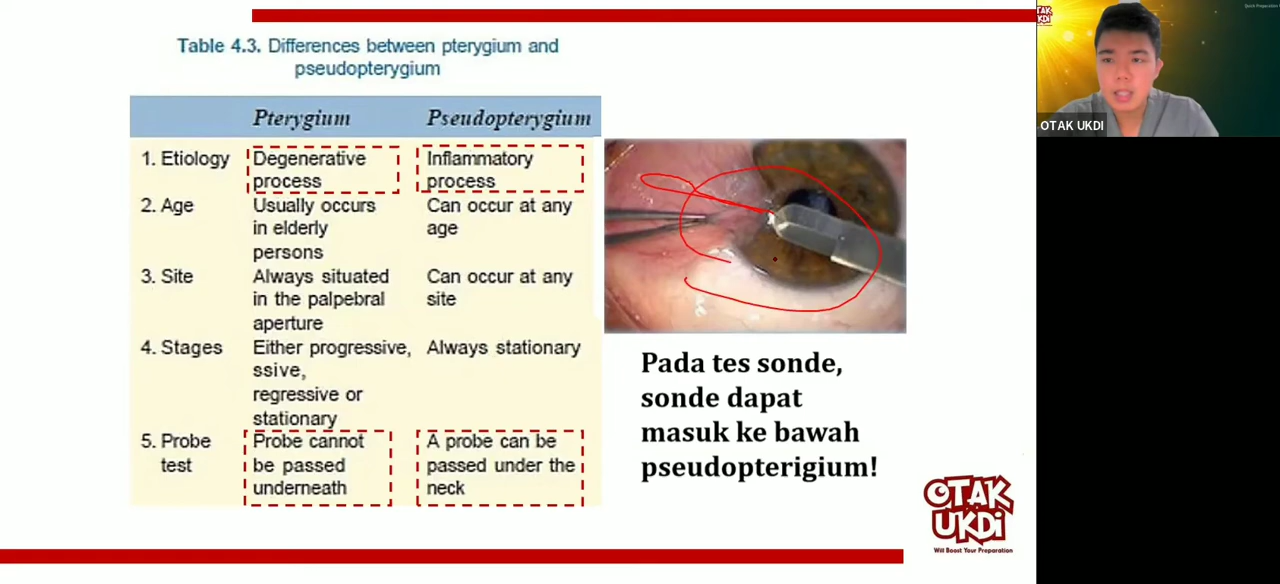 Table 4.3. Differences between pterygium and
pseudopterygium
Pterygium Pseudopterygium
1. Etiology Degenerative Inflammatory
process process
2. Age Usually occurs Can occur at any
in elderly age
persons
3. Site Always situated Can occur at any
in the palpebral site
aperture
4. Stages Either progressive, Always stationary
ssive,
regressive or
stationary
5. Probe Probe cannot A probe can be
test be passed passed under the
underneath neck
Pada tes sonde,
sonde dapat
masuk ke bawah
pseudopterigium!
OTAK
UKDI
Will Boost Your Preparation
OTAK
UKDI
OTAK UKDI